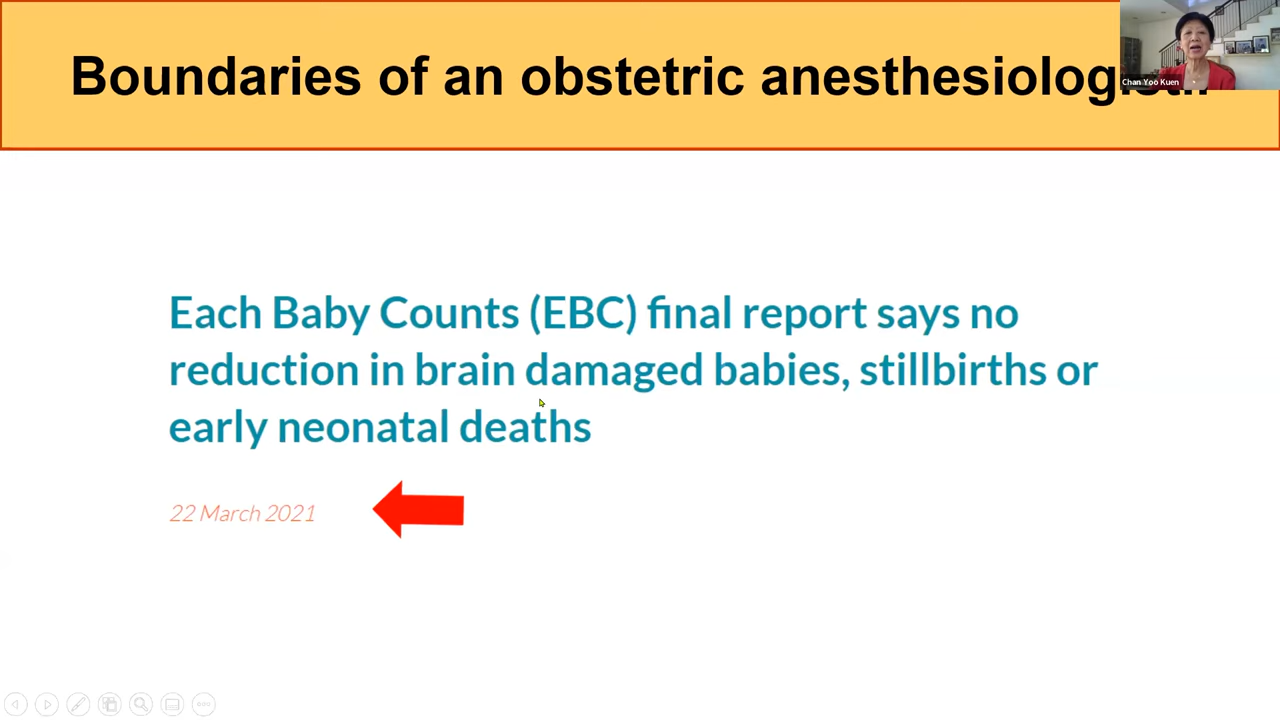 Boundaries of an obstetric
Chan Yoo Kuen
Each Baby Counts (EBC) final report says no
reduction in brain damaged babies, stillbirths or
early neonatal deaths
22 March 2021